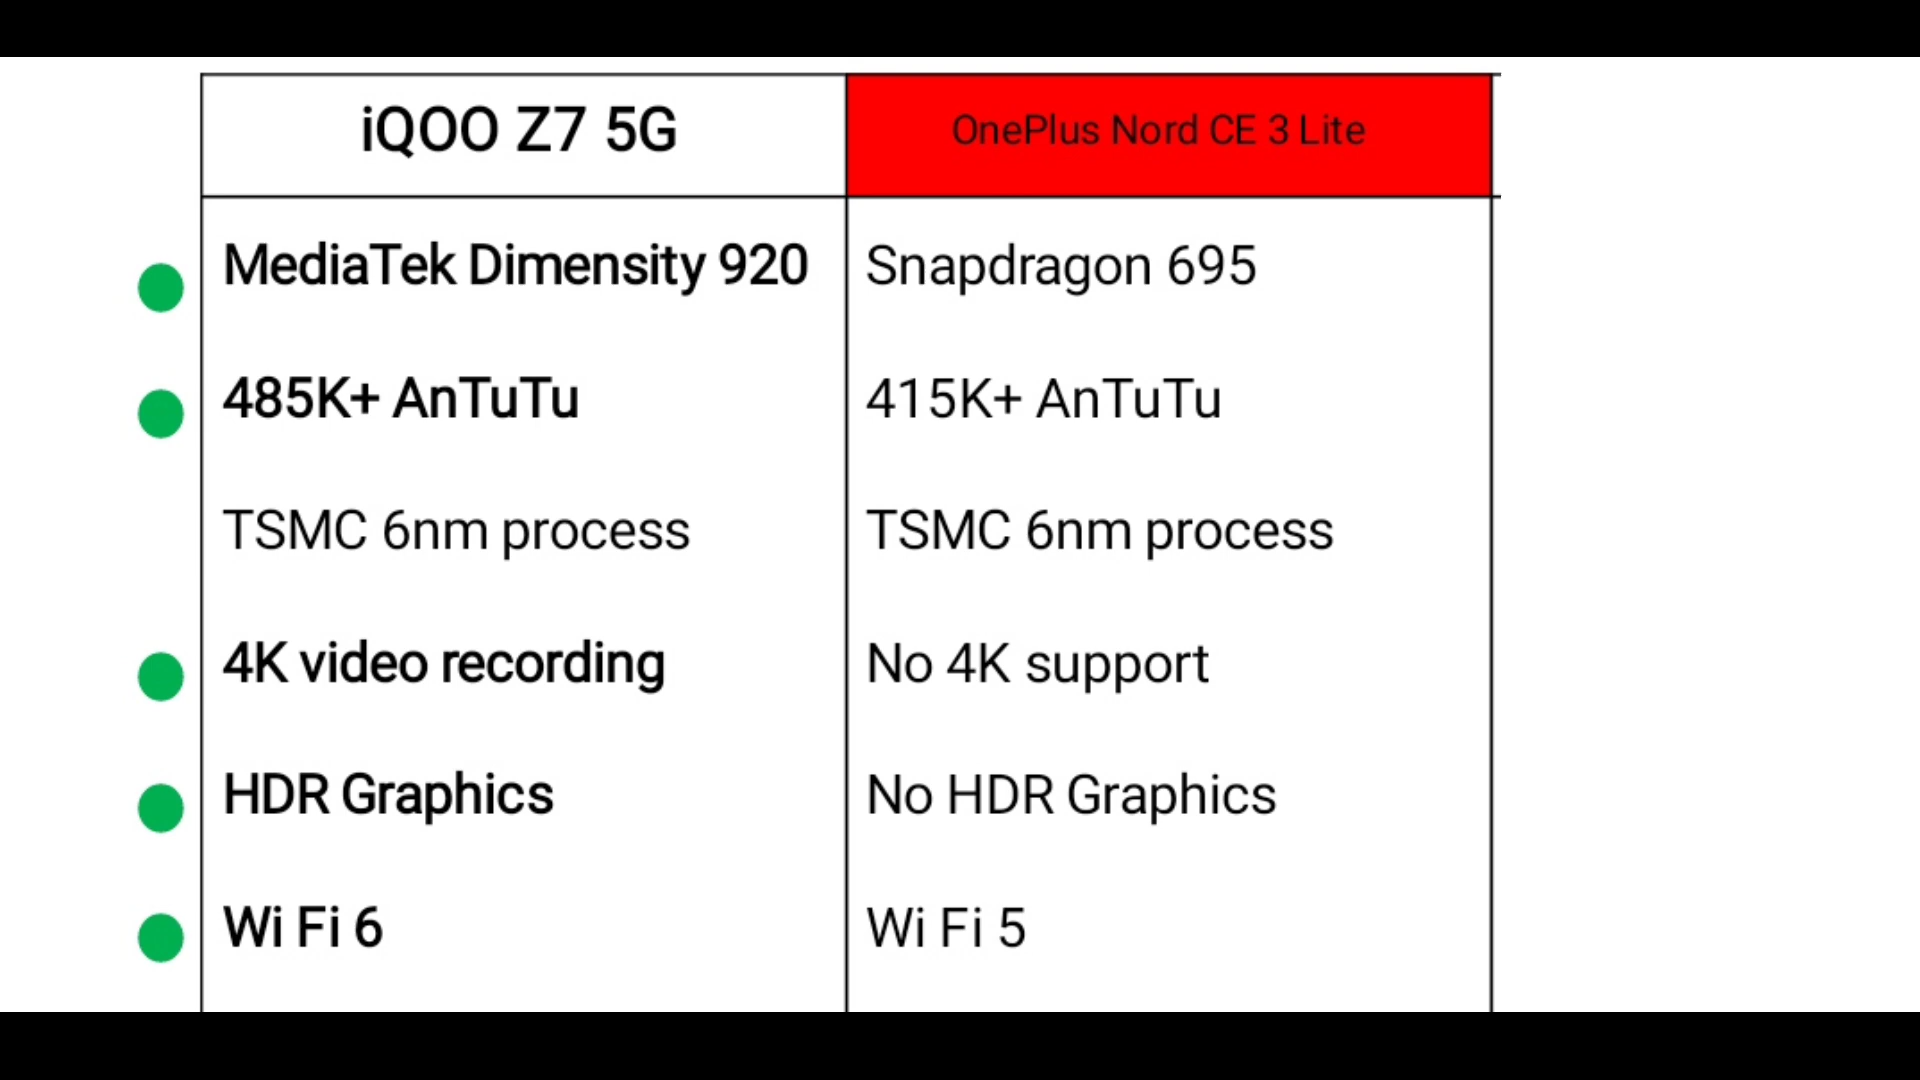 iQOO Z7 5G
OnePlus Nord CE 3 Lite
MediaTek Dimensity 920
Snapdragon 695
485K+ AnTuTu
415K+ AnTuTu
TSMC 6nm process
TSMC 6nm process
4K video recording
No 4K support
HDR Graphics
No HDR Graphics
Wi Fi 6
Wi Fi 5